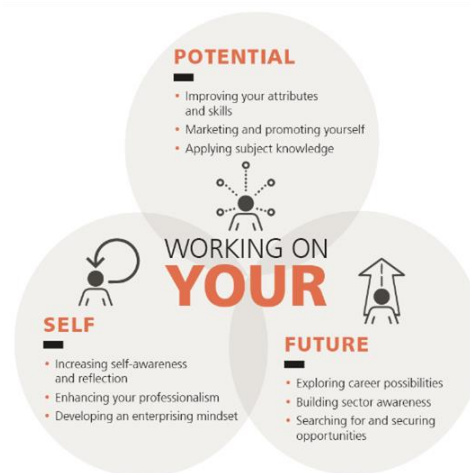 POTENTIAL
• Improving your attributes
and skills
• Marketing and promoting yourself
• Applying subject knowledge
WORKING ON
YOUR
SELF
• Increasing self-awareness
and reflection
• Enhancing your professionalism
• Developing an enterprising mindset
FUTURE
• Exploring career possibilities
• Building sector awareness
• Searching for and securing
opportunities